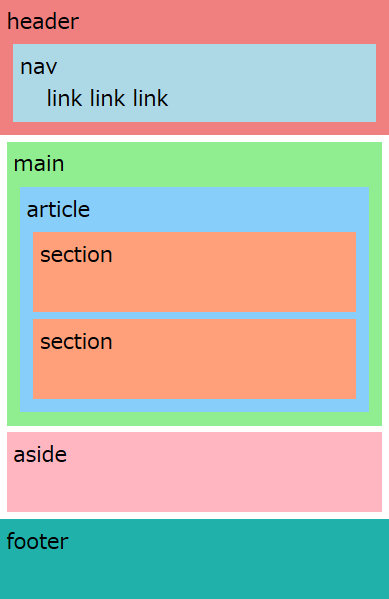 header
nav
link link link
main
article
section
section
aside
footer